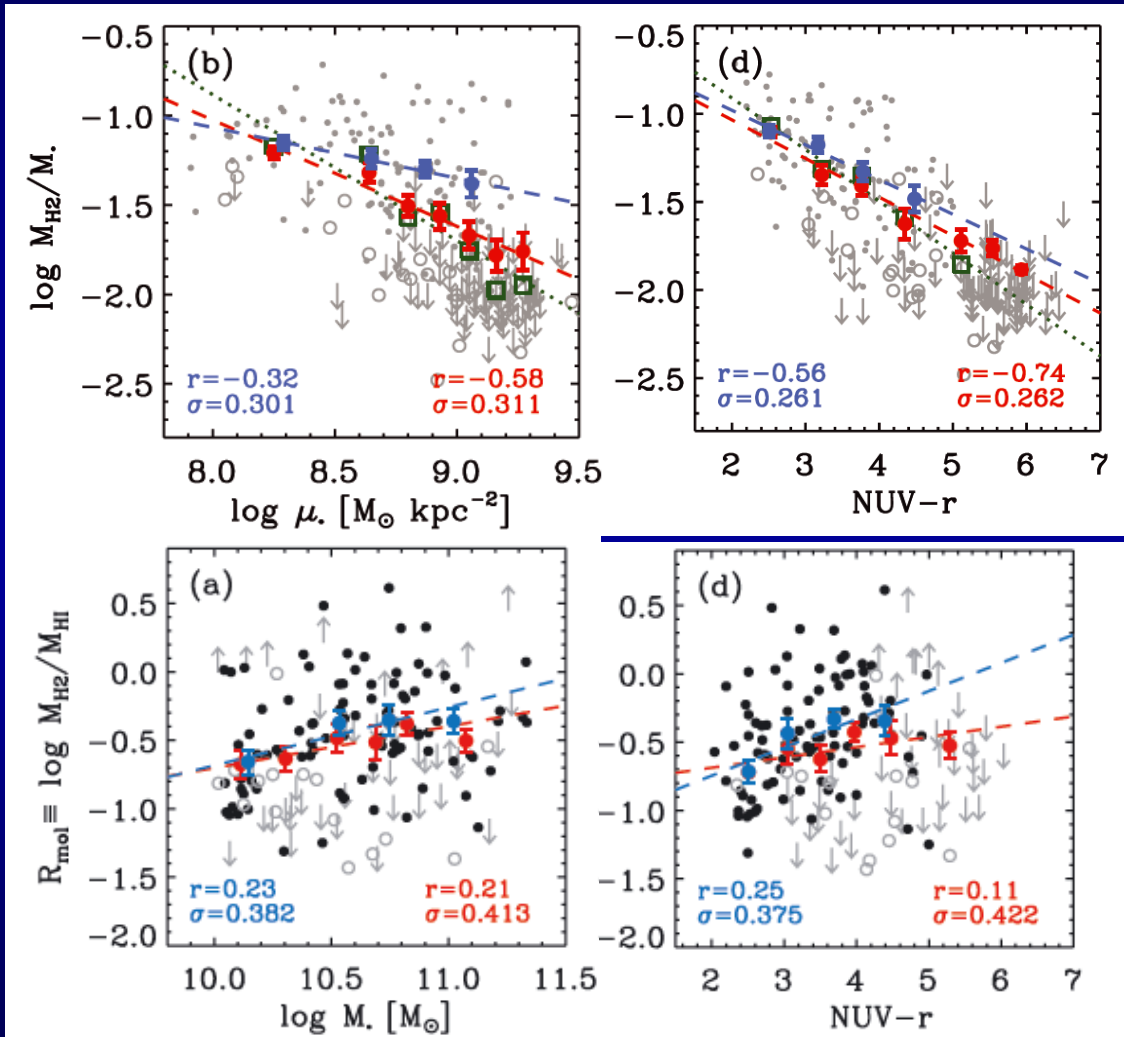 (b)
(d)
log M_H2/M*
−0.5
−1.0
−1.5
−2.0
−2.5
r=−0.32
σ=0.301
r=−0.58
σ=0.311
8.0 8.5 9.0 9.5
log μ* [M⊙ kpc⁻²]
−0.5
−1.0
−1.5
−2.0
−2.5
r=−0.56
σ=0.261
r=−0.74
σ=0.262
2 3 4 5 6 7
NUV−r
(a)
(d)
R_mol ≡ log M_H2/M_HI
0.5
0.0
−0.5
−1.0
−1.5
−2.0
r=0.23
σ=0.382
r=0.21
σ=0.413
10.0 10.5 11.0 11.5
log M* [M⊙]
0.5
0.0
−0.5
−1.0
−1.5
−2.0
r=0.25
σ=0.375
r=0.11
σ=0.422
2 3 4 5 6 7
NUV−r